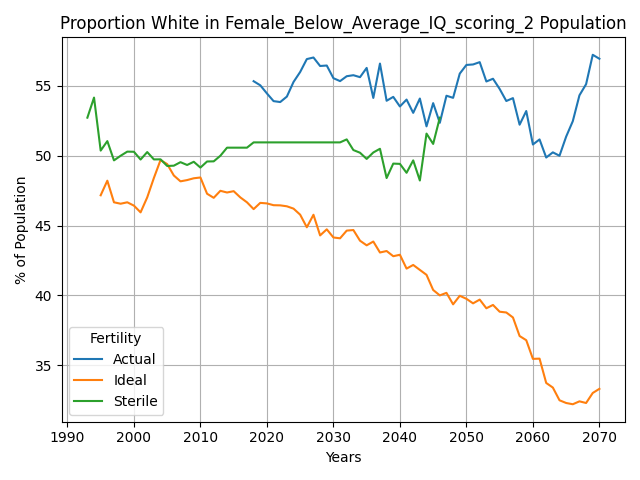 Proportion White in Female_Below_Average_IQ_scoring_2 Population
% of Population
55
50
45
40
35
Fertility
Actual
Ideal
Sterile
1990 2000 2010 2020 2030 2040 2050 2060 2070
Years